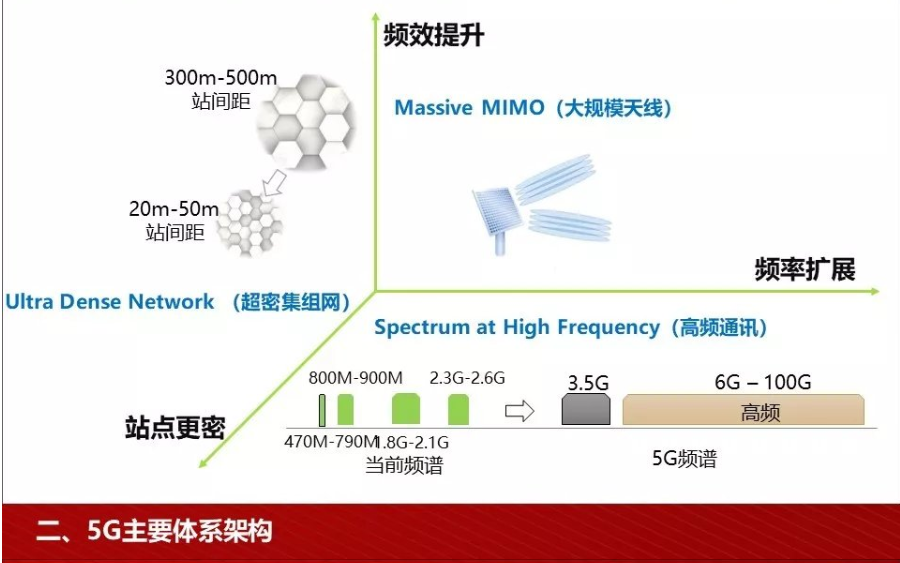 频效提升
300m-500m
站间距
Massive MIMO（大规模天线）
20m-50m
站间距
频率扩展
Ultra Dense Network （超密集组网）
Spectrum at High Frequency（高频通讯）
800M-900M
2.3G-2.6G
3.5G
6G – 100G
高频
站点更密
470M-790M
1.8G-2.1G
当前频谱
5G频谱
二、5G主要体系架构